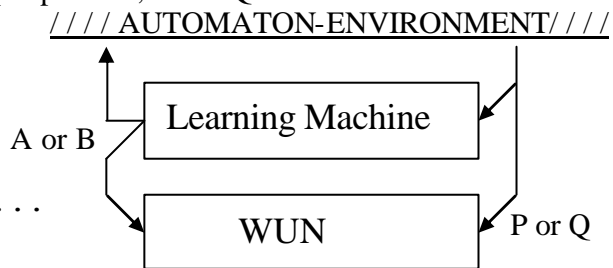 / / / / AUTOMATON-ENVIRONMENT/ / / /
Learning Machine
A or B
. . .
WUN
P or Q